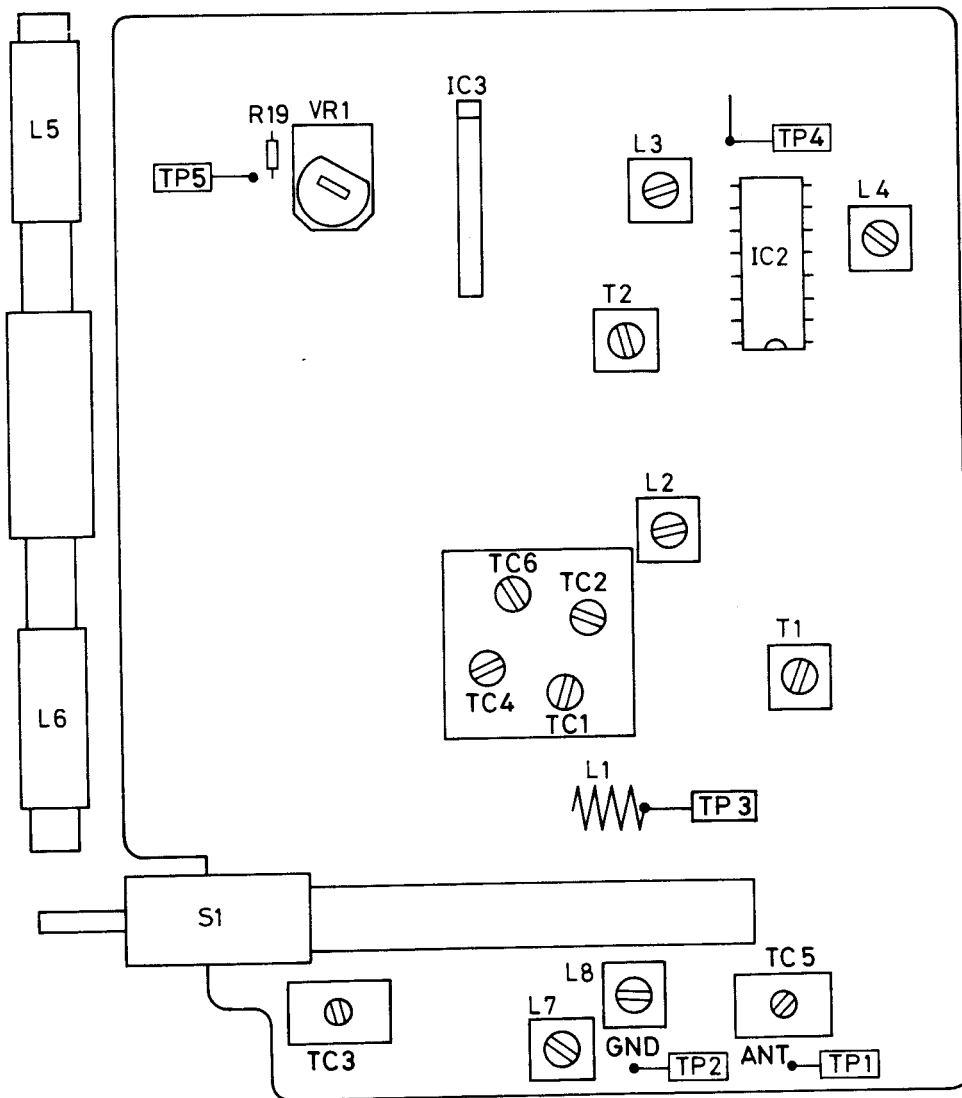 IC3
R19 VR1
L5
TP4
L3
TP5
L4
IC2
T2
L2
TC6
TC2
T1
TC4
TC1
L6
L1
TP3
S1
TC5
L8
L7
GND ANT
TC3
TP2 TP1